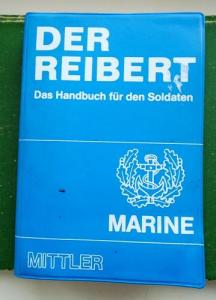 DER
REIBERT
Das Handbuch für den Soldaten
MARINE
MITTLER